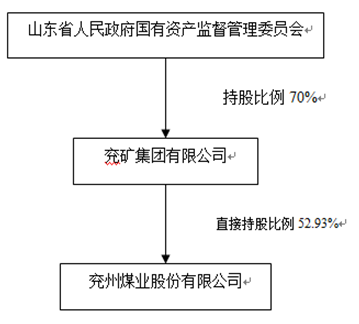 山东省人民政府国有资产监督管理委员会
持股比例 70%
兖矿集团有限公司
直接持股比例 52.93%
兖州煤业股份有限公司